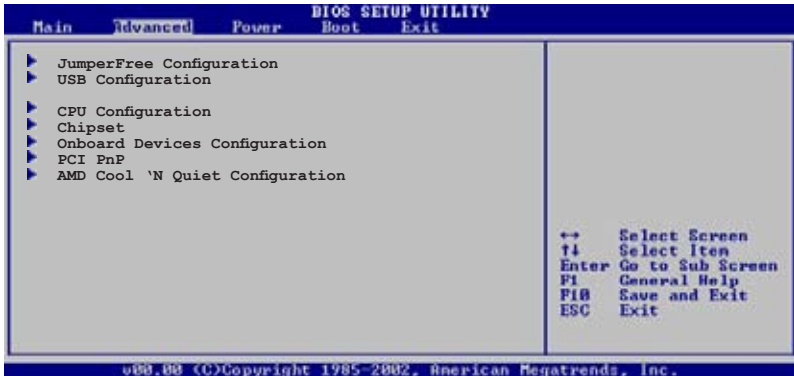 BIOS SETUP UTILITY
Main Advanced Power Boot Exit
JumperFree Configuration
USB Configuration
CPU Configuration
Chipset
Onboard Devices Configuration
PCI PnP
AMD Cool ‘N Quiet Configuration
↔ Select Screen
↑↓ Select Item
Enter Go to Sub Screen
F1 General Help
F10 Save and Exit
ESC Exit
v00.00 (C)Copyright 1985-2002, American Megatrends, Inc.